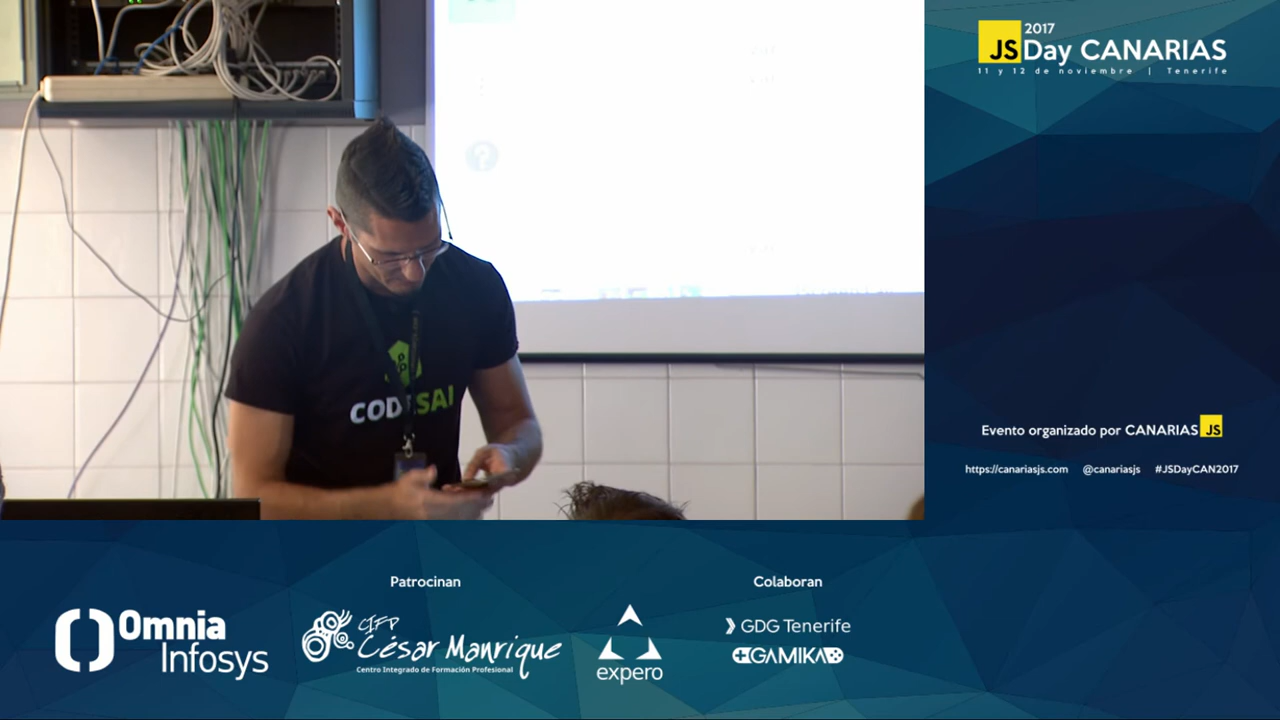 2017
JS Day CANARIAS
11 y 12 de noviembre | Tenerife
CODESAI
Evento organizado por CANARIAS JS
https://canariasjs.com @canariasjs #JSDayCAN2017
Patrocinan
Colaboran
Omnia
Infosys
CIFP
César Manrique
Centro Integrado de Formación Profesional
expero
GDG Tenerife
GAMIKA